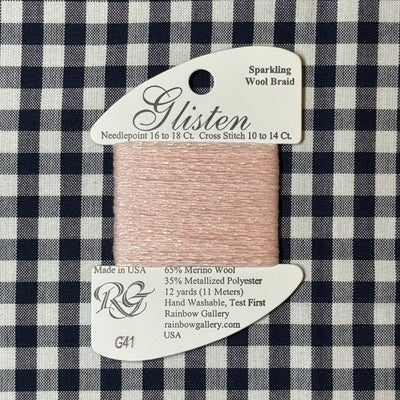 Sparkling
Wool Braid
Glisten
Needlepoint 16 to 18 Ct. Cross Stitch 10 to 14 Ct.
Made in USA
RG
G41
65% Merino Wool
35% Metallized Polyester
12 yards (11 Meters)
Hand Washable, Test First
Rainbow Gallery
rainbowgallery.com
USA